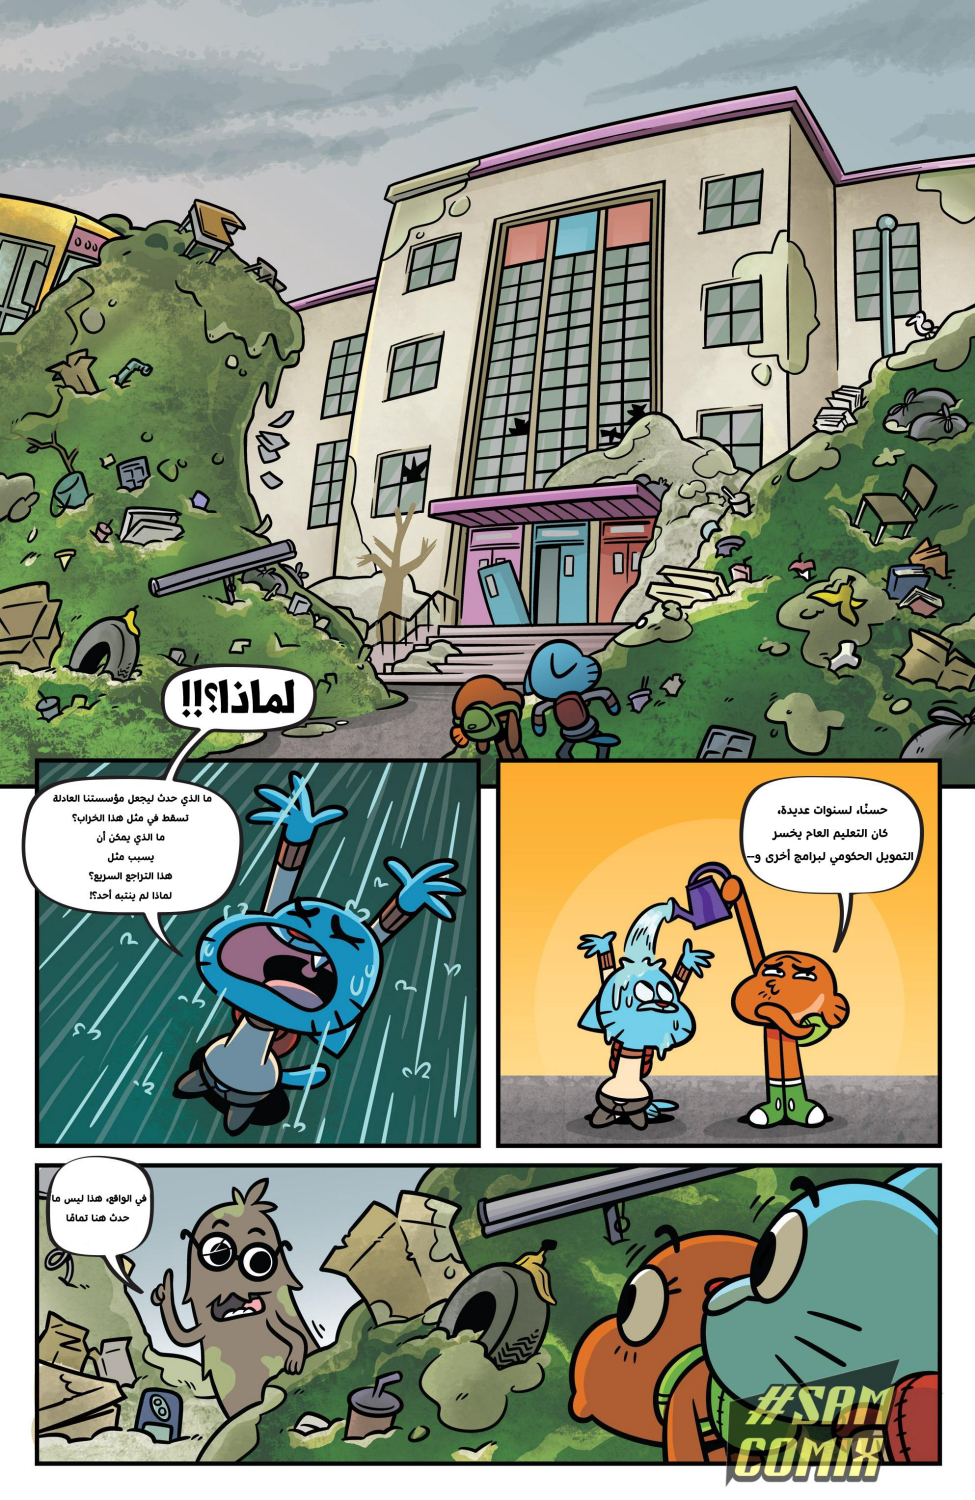 لماذا؟!!
ما الذي حدث ليجعل مؤسستنا العادلة
تسقط في مثل هذا الخراب؟
ما الذي يمكن أن
يسبب مثل
هذا التراجع السريع؟
لماذا لم ينتبه أحد؟!
حسنًا، لسنوات عديدة،
كان التعليم العام يخسر
التمويل الحكومي لبرامج أخرى و--
في الواقع، هذا ليس ما
حدث هنا تمامًا
#SAM
COMIX